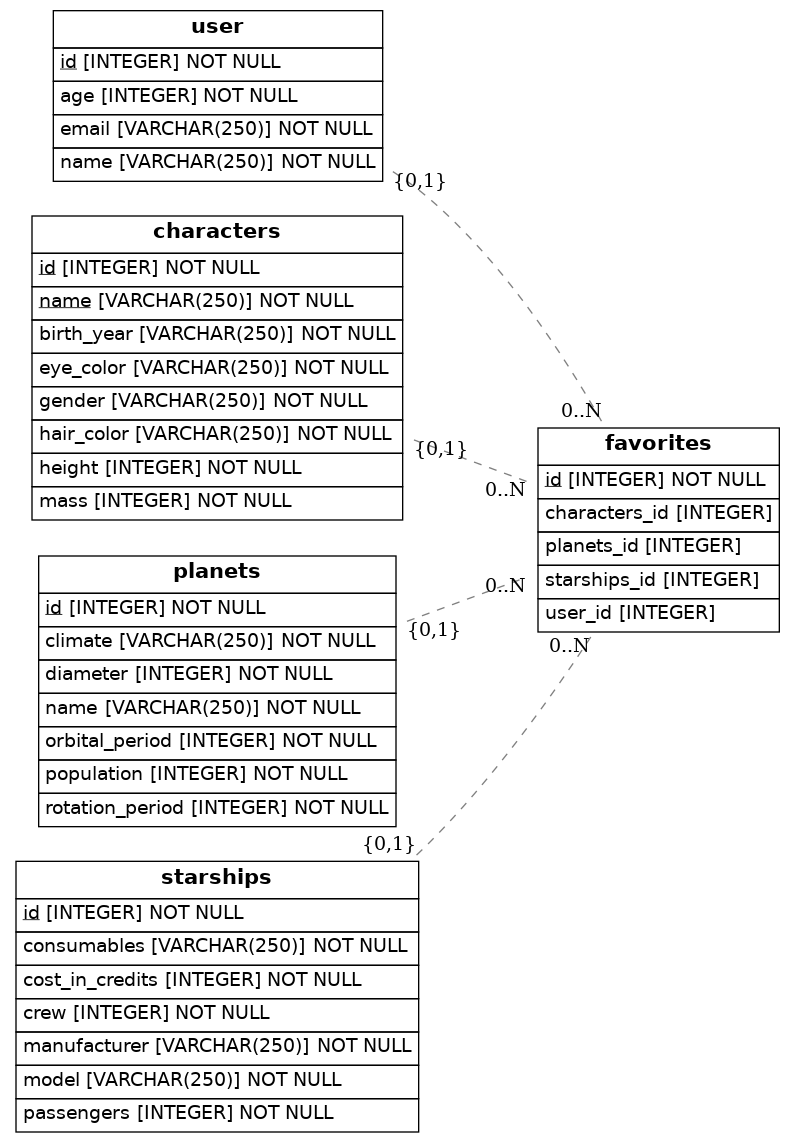 user
id [INTEGER] NOT NULL
age [INTEGER] NOT NULL
email [VARCHAR(250)] NOT NULL
name [VARCHAR(250)] NOT NULL
{0,1}
characters
id [INTEGER] NOT NULL
name [VARCHAR(250)] NOT NULL
birth_year [VARCHAR(250)] NOT NULL
eye_color [VARCHAR(250)] NOT NULL
gender [VARCHAR(250)] NOT NULL
hair_color [VARCHAR(250)] NOT NULL
height [INTEGER] NOT NULL
mass [INTEGER] NOT NULL
{0,1}
0..N
0..N
favorites
id [INTEGER] NOT NULL
characters_id [INTEGER]
planets_id [INTEGER]
starships_id [INTEGER]
user_id [INTEGER]
0..N
0..N
planets
id [INTEGER] NOT NULL
climate [VARCHAR(250)] NOT NULL
diameter [INTEGER] NOT NULL
name [VARCHAR(250)] NOT NULL
orbital_period [INTEGER] NOT NULL
population [INTEGER] NOT NULL
rotation_period [INTEGER] NOT NULL
{0,1}
{0,1}
starships
id [INTEGER] NOT NULL
consumables [VARCHAR(250)] NOT NULL
cost_in_credits [INTEGER] NOT NULL
crew [INTEGER] NOT NULL
manufacturer [VARCHAR(250)] NOT NULL
model [VARCHAR(250)] NOT NULL
passengers [INTEGER] NOT NULL